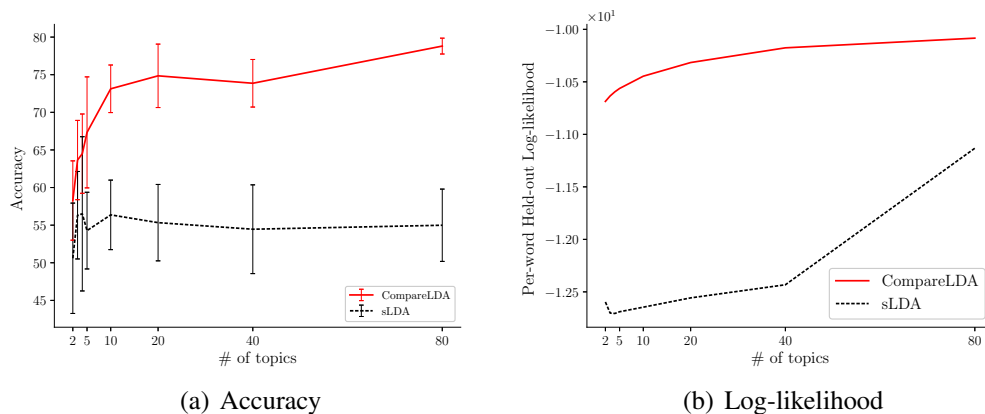 80
75
70
65
60
55
50
45
Accuracy
2 5 10 20 40 80
# of topics
CompareLDA
sLDA
(a) Accuracy
×10¹
−1.00
−1.05
−1.10
−1.15
−1.20
−1.25
Per-word Held-out Log-likelihood
2 5 10 20 40 80
# of topics
CompareLDA
sLDA
(b) Log-likelihood